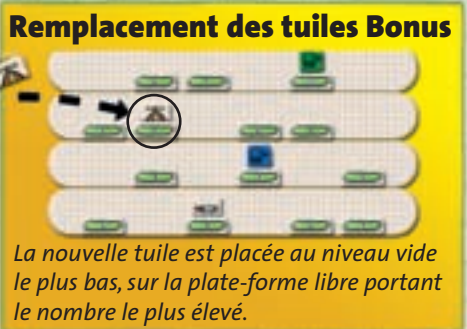 Remplacement des tuiles Bonus
La nouvelle tuile est placée au niveau vide
le plus bas, sur la plate-forme libre portant
le nombre le plus élevé.